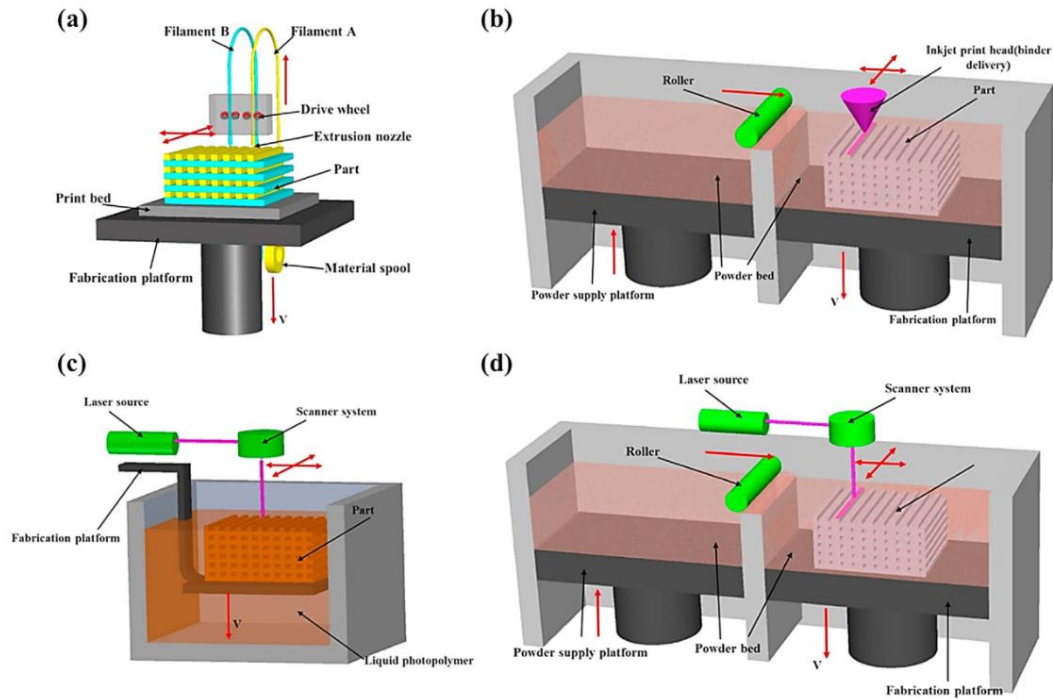 (a)
Filament B
Filament A
Drive wheel
Extrusion nozzle
Part
Print bed
Fabrication platform
Material spool
V
(b)
Inkjet print head(binder
delivery)
Roller
Part
Powder bed
Powder supply platform
V
Fabrication platform
(c)
Laser source
Scanner system
Fabrication platform
Part
V
Liquid photopolymer
(d)
Laser source
Scanner system
Roller
Powder supply platform
Powder bed
V
Fabrication platform